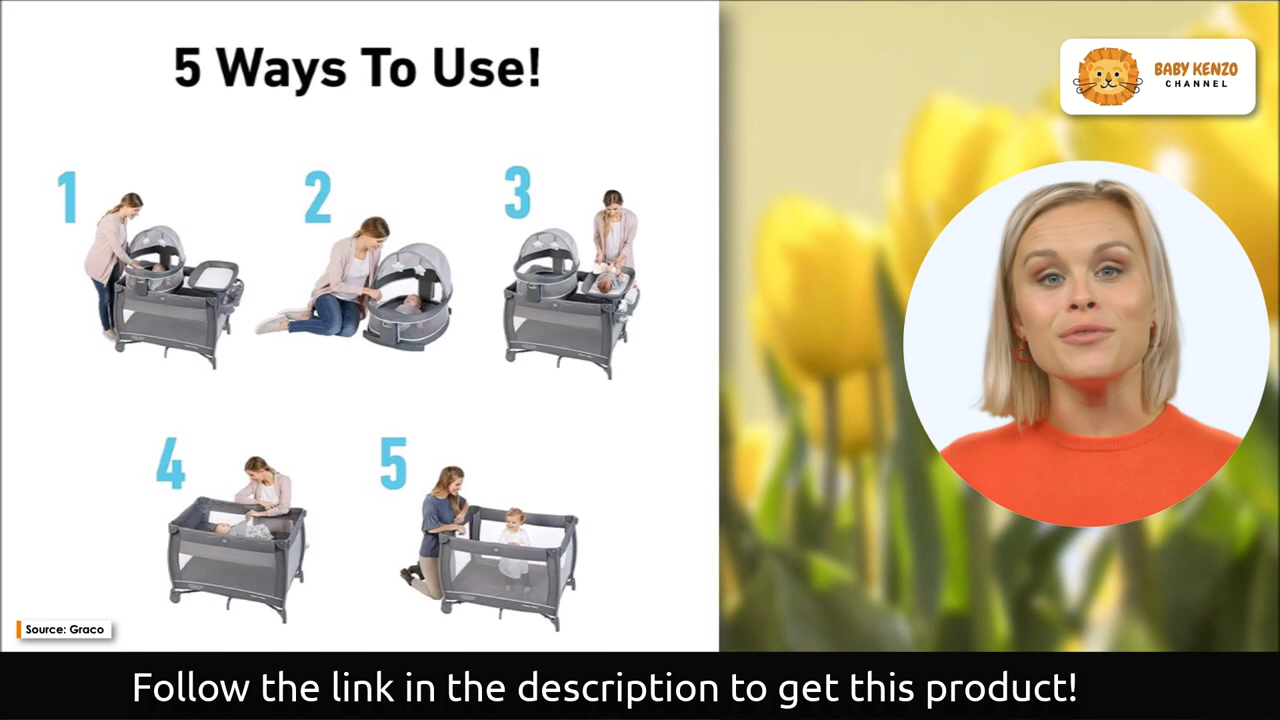 5 Ways To Use!
BABY KENZO
CHANNEL
1
2
3
4
5
Source: Graco
Follow the link in the description to get this product!